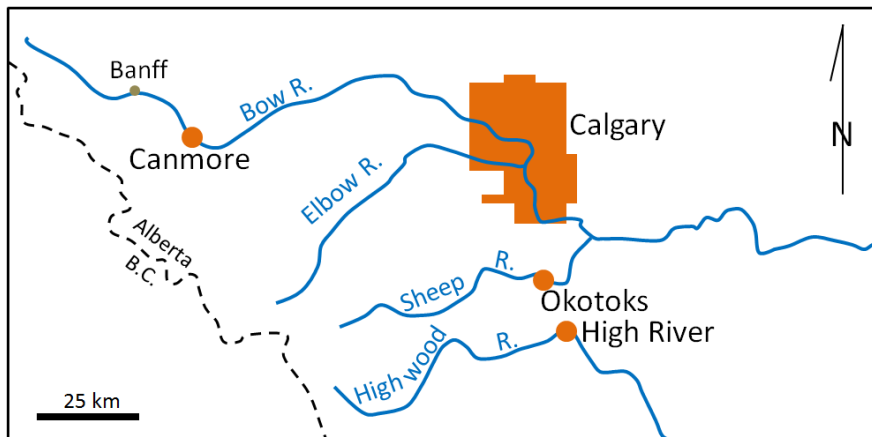 Banff
Bow R.
Calgary
N
Canmore
Elbow R.
Alberta
B.C.
Sheep R.
Okotoks
High River
High wood R.
25 km